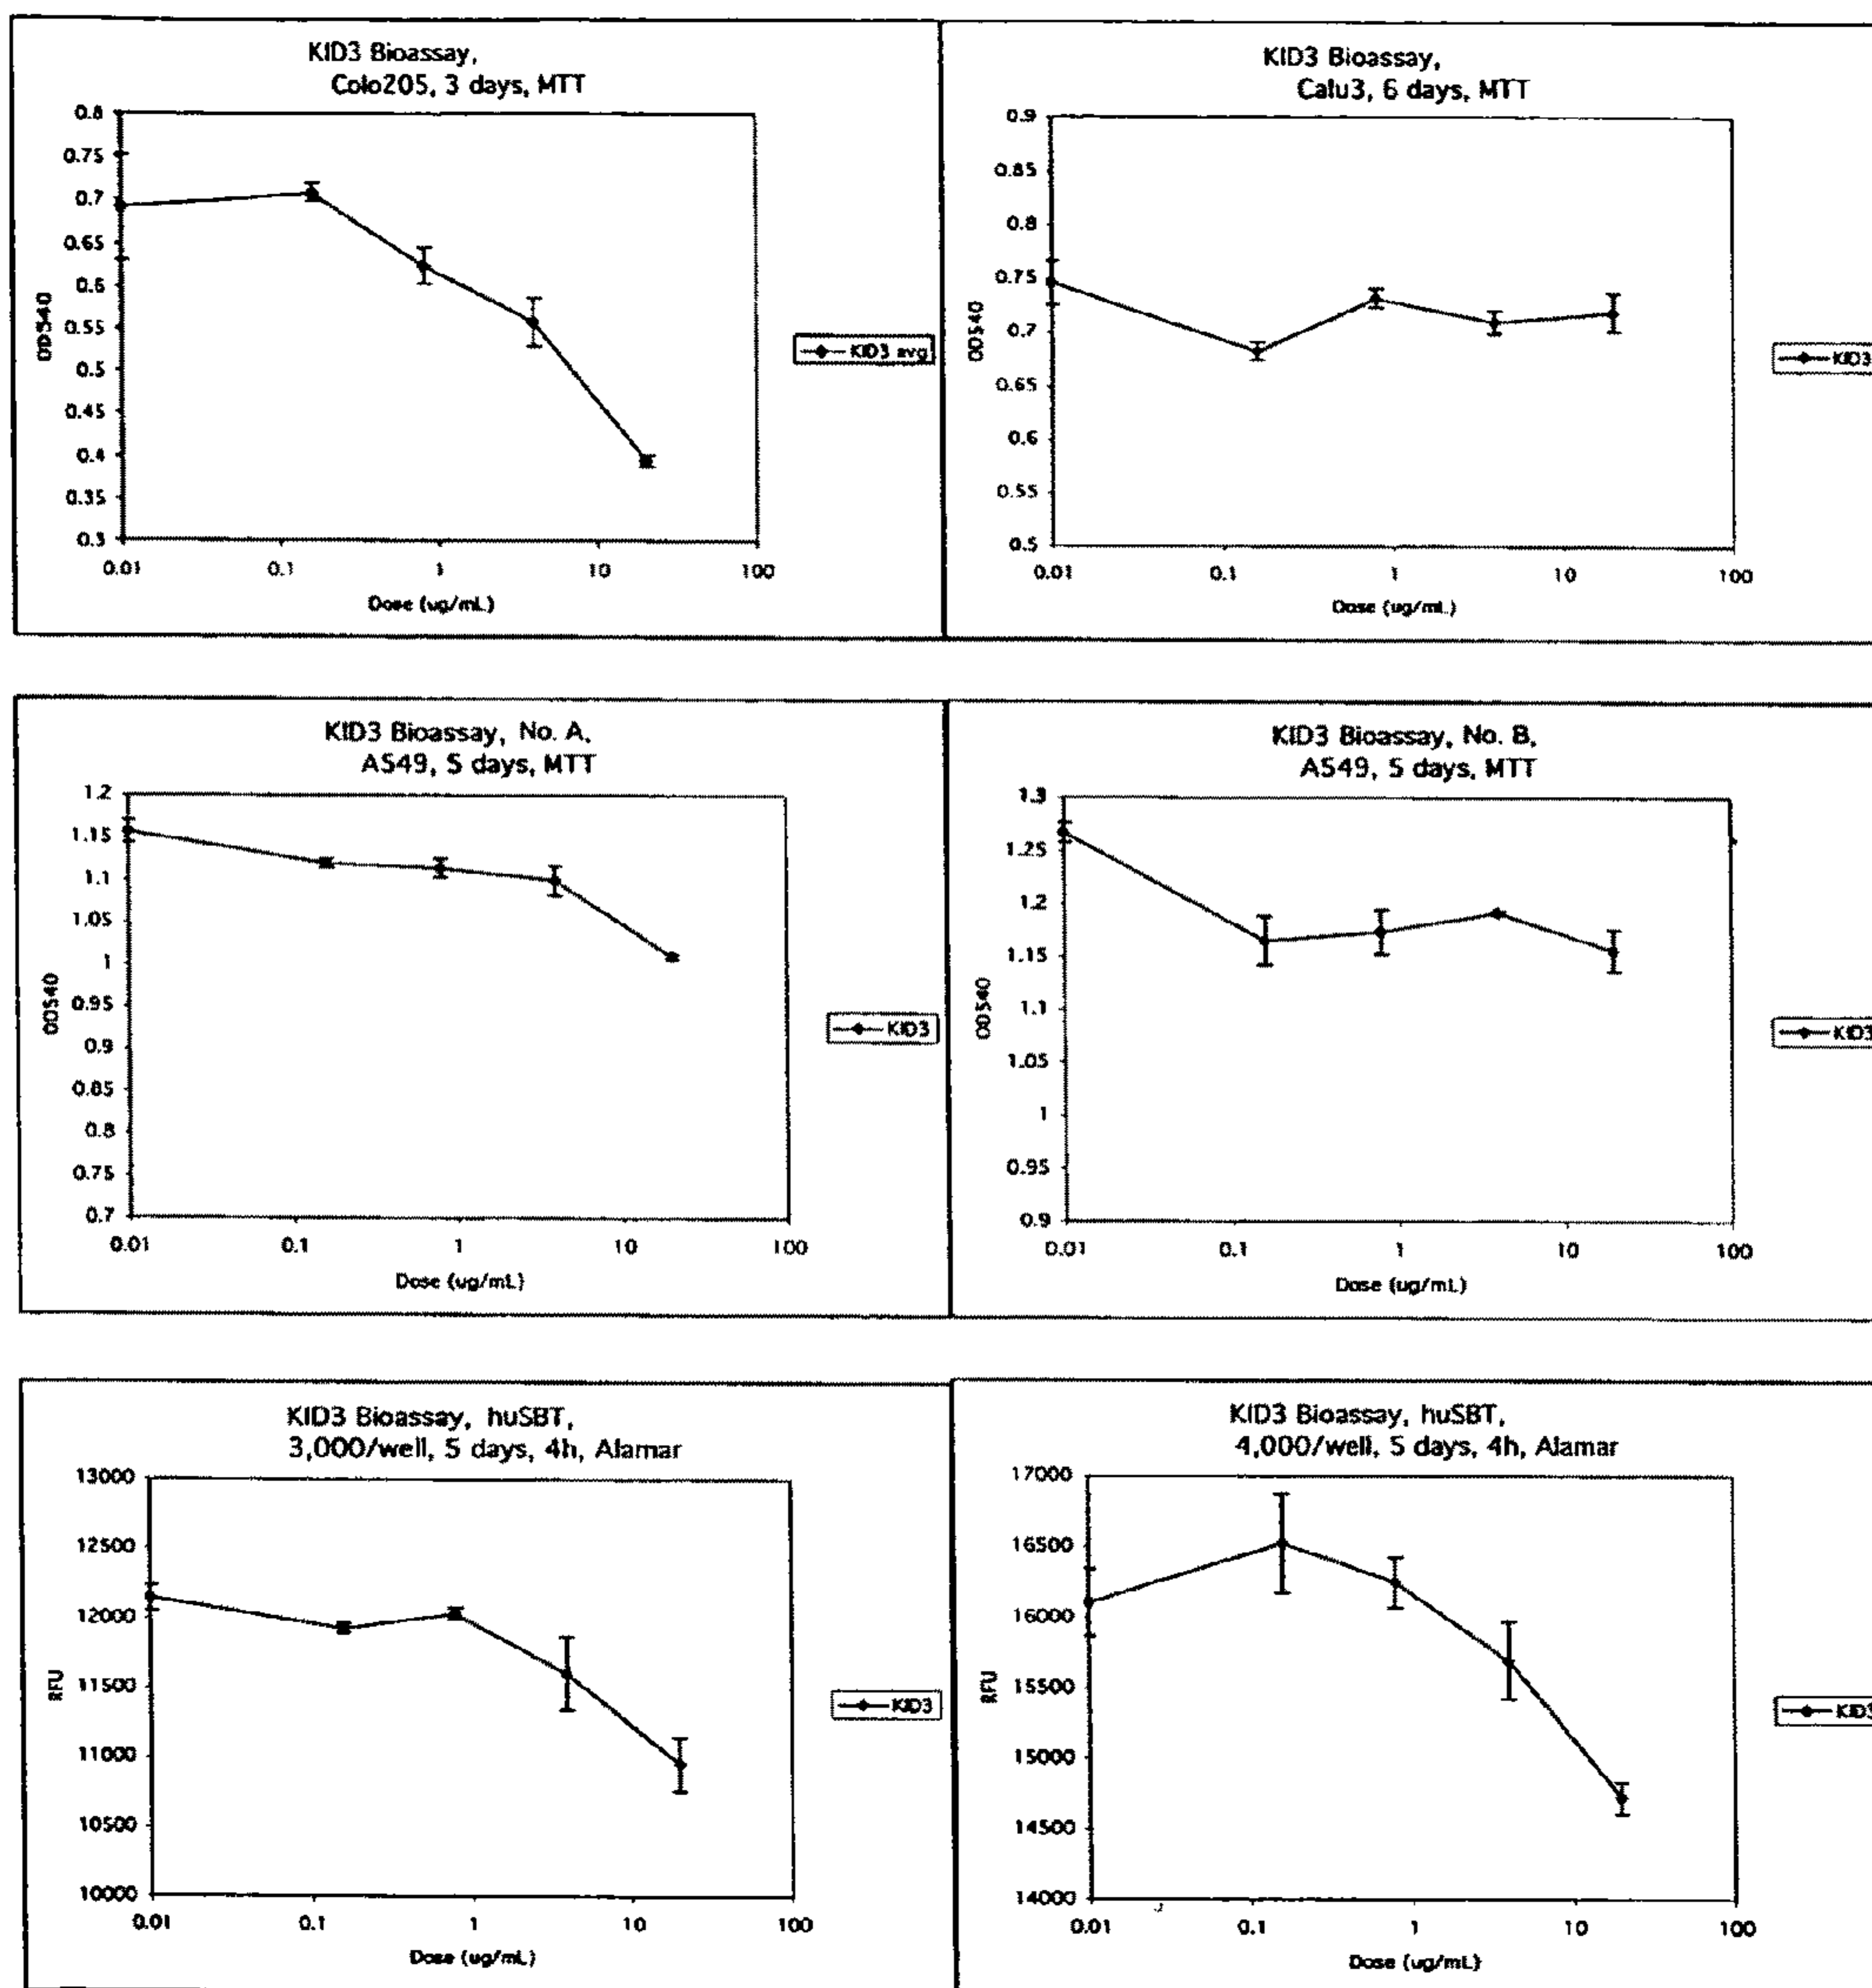 KID3 Bioassay,
Colo205, 3 days, MTT
0.8
0.75
0.7
0.65
0.6
0.55
0.5
0.45
0.4
0.35
0.3
OD540
0.01
0.1
1
10
100
Dose (ug/mL)
KID3 avg
KID3 Bioassay,
Calu3, 6 days, MTT
0.9
0.85
0.8
0.75
0.7
0.65
0.6
0.55
0.5
OD540
0.01
0.1
1
10
100
Dose (ug/mL)
KID3
KID3 Bioassay, No. A,
A549, 5 days, MTT
1.2
1.15
1.1
1.05
1
0.95
0.9
0.85
0.8
0.75
0.7
OD540
0.01
0.1
1
10
100
Dose (ug/mL)
KID3
KID3 Bioassay, No. B,
A549, 5 days, MTT
1.3
1.25
1.2
1.15
1.1
1.05
1
0.95
0.9
OD540
0.01
0.1
1
10
100
Dose (ug/mL)
KID3
KID3 Bioassay, huSBT,
3,000/well, 5 days, 4h, Alamar
13000
12500
12000
11500
11000
10500
10000
RFU
0.01
0.1
1
10
100
Dose (ug/mL)
KID3
KID3 Bioassay, huSBT,
4,000/well, 5 days, 4h, Alamar
17000
16500
16000
15500
15000
14500
14000
RFU
0.01
0.1
1
10
100
Dose (ug/mL)
KID3